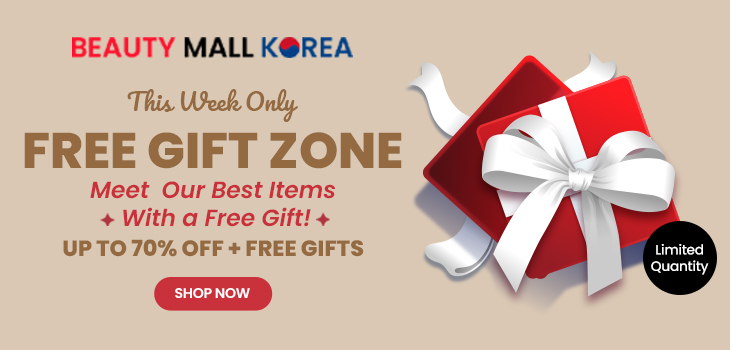 BEAUTY MALL KOREA
This Week Only
FREE GIFT ZONE
Meet Our Best Items
With a Free Gift!
UP TO 70% OFF + FREE GIFTS
SHOP NOW
Limited
Quantity